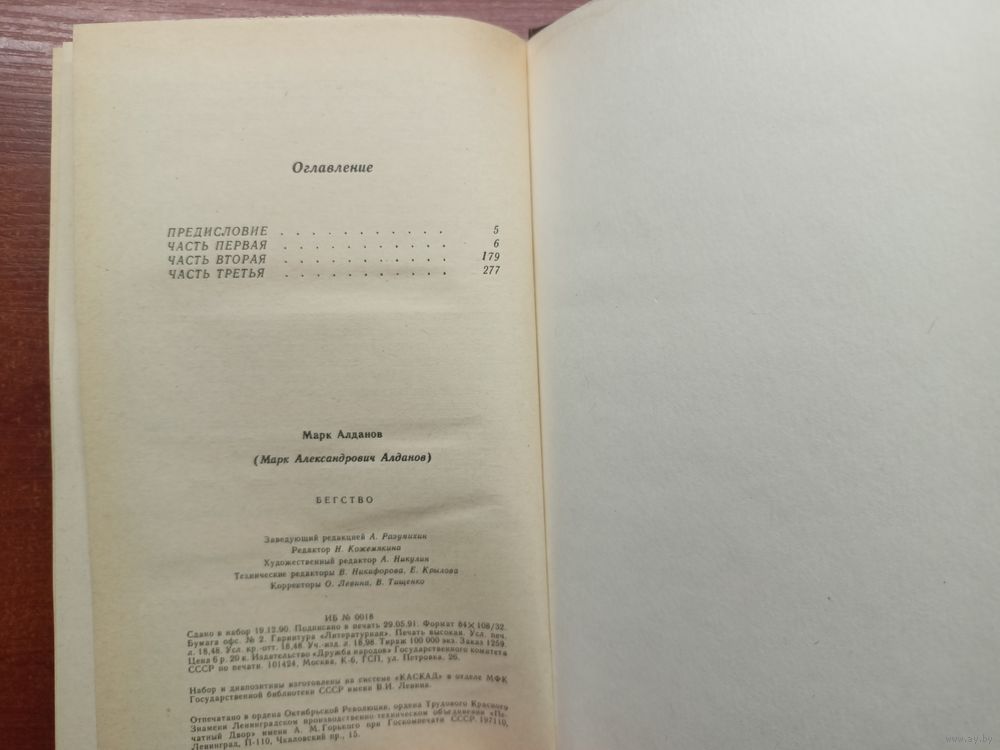 Оглавление
ПРЕДИСЛОВИЕ . . . . . . . . . . . 5
ЧАСТЬ ПЕРВАЯ . . . . . . . . . . . 6
ЧАСТЬ ВТОРАЯ . . . . . . . . . . . 179
ЧАСТЬ ТРЕТЬЯ . . . . . . . . . . . 277
Марк Алданов
(Марк Александрович Алданов)
БЕГСТВО
Заведующий редакцией А. Разумихин
Редактор Н. Кожемякина
Художественный редактор А. Никулин
Технические редакторы В. Никифорова, Е. Крылова
Корректоры О. Левина, В. Тищенко
ИБ № 0018
Сдано в набор 19.12.90. Подписано в печать 29.05.91. Формат 84×108/32.
Бумага офс. № 2. Гарнитура «Литературная». Печать высокая. Усл. печ.
л. 18,48. Усл. кр.-отт. 18,48. Уч.-изд. л. 18,98. Тираж 100 000 экз. Заказ 1259.
Цена 6 р. 20 к. Издательство «Дружба народов» Государственного комитета
СССР по печати. 101424, Москва, К-6, ГСП, ул. Петровка, 26.
Набор и диапозитивы изготовлены на системе «КАСКАД» в отделе МФК
Государственной библиотеки СССР имени В.И. Ленина.
Отпечатано в ордена Октябрьской Революции, ордена Трудового Красного
Знамени Ленинградском производственно-техническом объединении «Пе-
чатный Двор» имени А. М. Горького при Госкомпечати СССР. 197110,
Ленинград, П-110, Чкаловский пр., 15.
www.ay.by